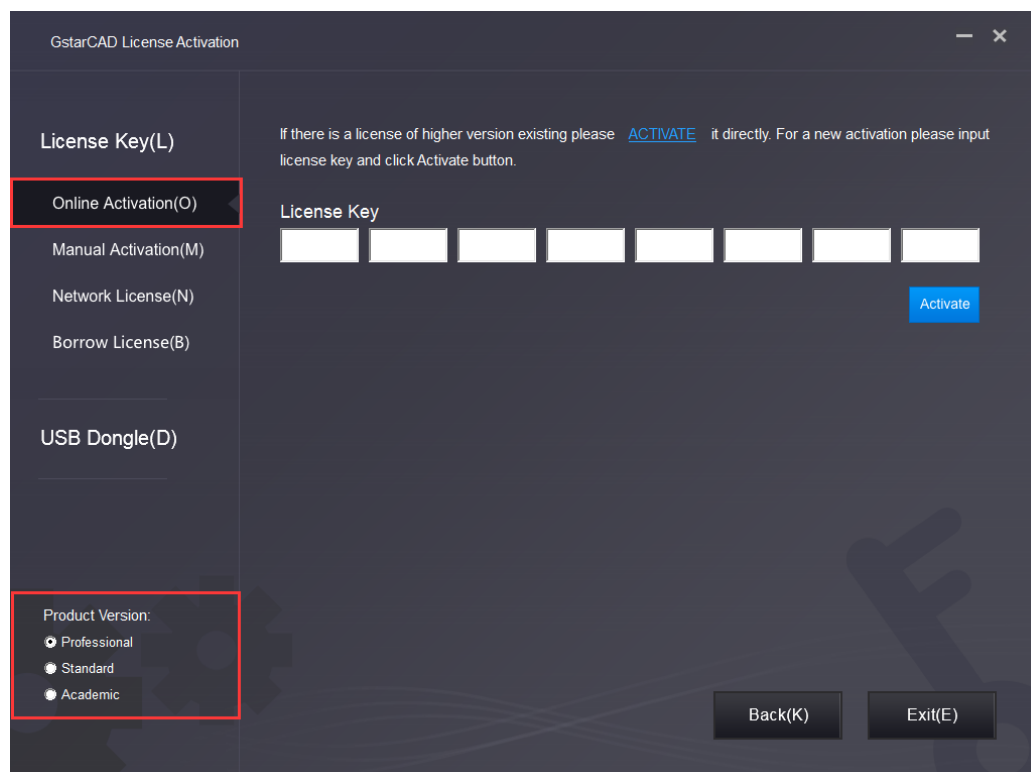 GstarCAD License Activation
License Key(L)
Online Activation(O)
Manual Activation(M)
Network License(N)
Borrow License(B)
USB Dongle(D)
Product Version:
Professional
Standard
Academic
If there is a license of higher version existing please ACTIVATE it directly. For a new activation please input
license key and click Activate button.
License Key
Activate
Back(K)
Exit(E)